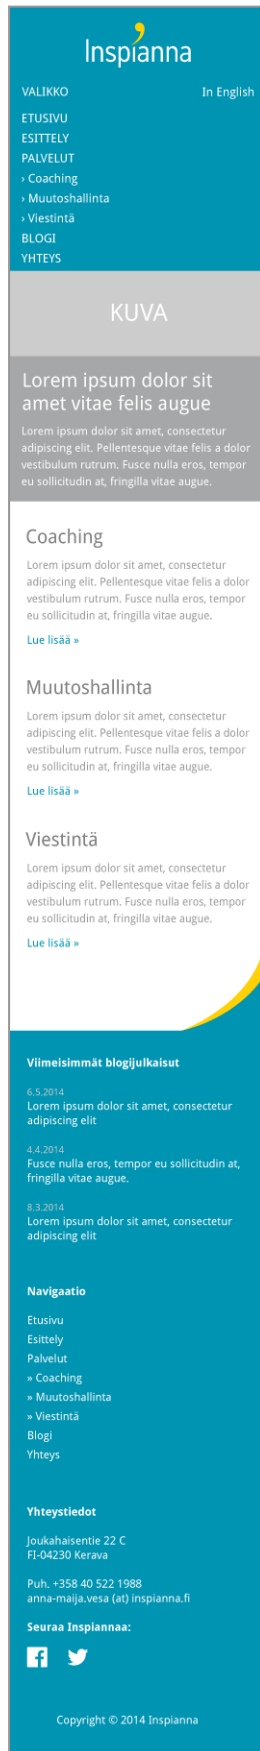 Inspianna
VALIKKO In English
ETUSIVU
ESITTELY
PALVELUT
› Coaching
› Muutoshallinta
› Viestintä
BLOGI
YHTEYS
KUVA
Lorem ipsum dolor sit
amet vitae felis augue
Lorem ipsum dolor sit amet, consectetur
adipiscing elit. Pellentesque vitae felis a dolor
vestibulum rutrum. Fusce nulla eros, tempor
eu sollicitudin at, fringilla vitae augue.
Coaching
Lorem ipsum dolor sit amet, consectetur
adipiscing elit. Pellentesque vitae felis a dolor
vestibulum rutrum. Fusce nulla eros, tempor
eu sollicitudin at, fringilla vitae augue.
Lue lisää »
Muutoshallinta
Lorem ipsum dolor sit amet, consectetur
adipiscing elit. Pellentesque vitae felis a dolor
vestibulum rutrum. Fusce nulla eros, tempor
eu sollicitudin at, fringilla vitae augue.
Lue lisää »
Viestintä
Lorem ipsum dolor sit amet, consectetur
adipiscing elit. Pellentesque vitae felis a dolor
vestibulum rutrum. Fusce nulla eros, tempor
eu sollicitudin at, fringilla vitae augue.
Lue lisää »
Viimeisimmät blogijulkaisut
6.5.2014
Lorem ipsum dolor sit amet, consectetur
adipiscing elit
4.4.2014
Fusce nulla eros, tempor eu sollicitudin at,
fringilla vitae augue.
8.3.2014
Lorem ipsum dolor sit amet, consectetur
adipiscing elit
Navigaatio
Etusivu
Esittely
Palvelut
» Coaching
» Muutoshallinta
» Viestintä
Blogi
Yhteys
Yhteystiedot
Joukahaisentie 22 C
FI-04230 Kerava
Puh. +358 40 522 1988
anna-maija.vesa (at) inspianna.fi
Seuraa Inspiannaa:
Copyright © 2014 Inspianna